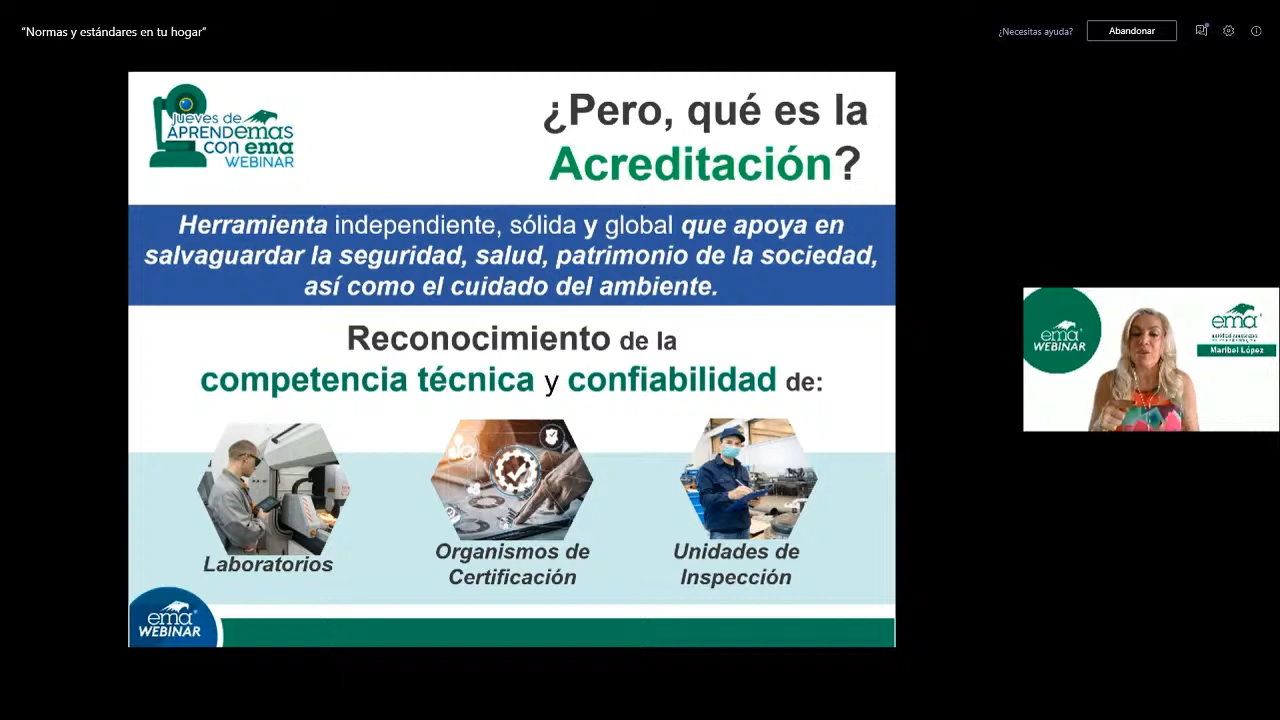 “Normas y estándares en tu hogar”
¿Necesitas ayuda?
Abandonar
jueves de
APRENDEMAS
con ema
WEBINAR
¿Pero, qué es la
Acreditación?
Herramienta independiente, sólida y global que apoya en
salvaguardar la seguridad, salud, patrimonio de la sociedad,
así como el cuidado del ambiente.
Reconocimiento de la
competencia técnica y confiabilidad de:
Laboratorios
Organismos de
Certificación
Unidades de
Inspección
ema
WEBINAR
ema
WEBINAR
ema
Maribel López